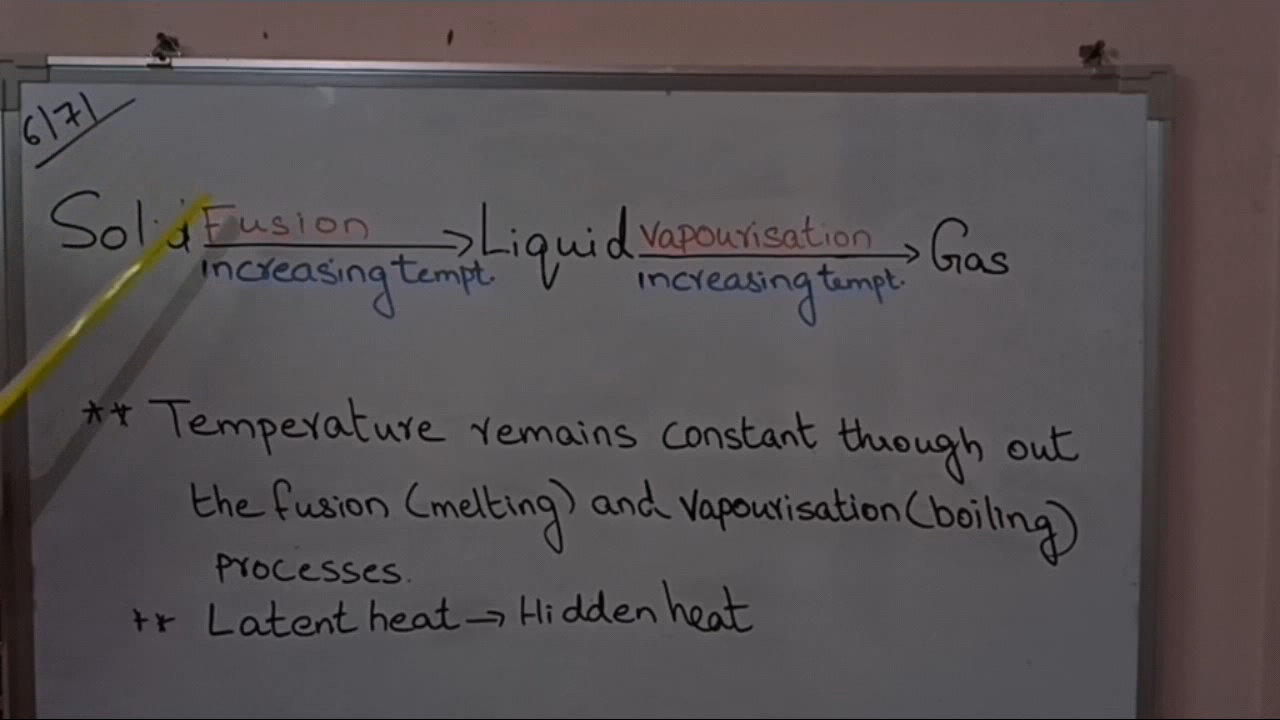 6/7/
Solid Fusion Liquid vapourisation Gas
increasing tempt. increasing tempt.
** Temperature remains constant through out
the fusion (melting) and vapourisation (boiling)
processes.
** Latent heat → Hidden heat